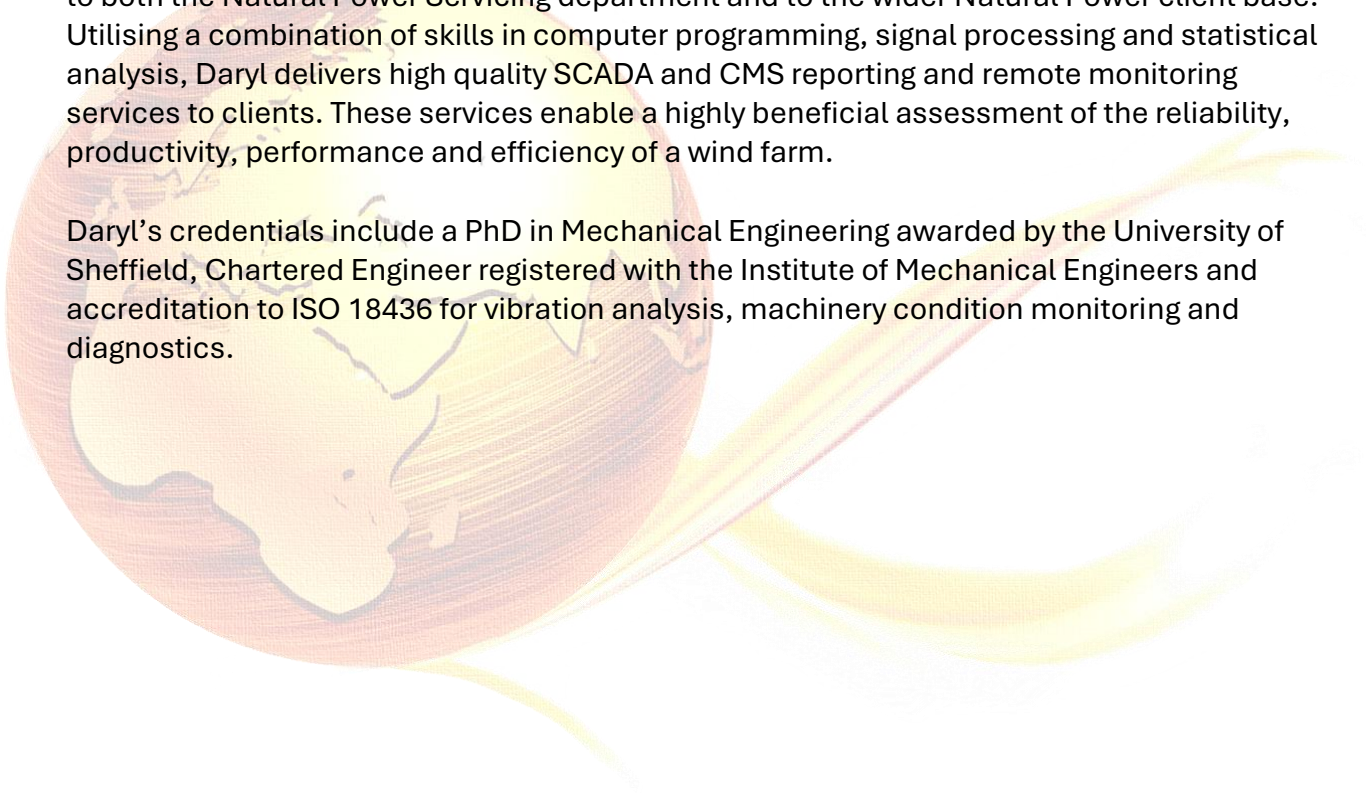 to both the Natural Power Servicing department and to the wider Natural Power client base.
Utilising a combination of skills in computer programming, signal processing and statistical
analysis, Daryl delivers high quality SCADA and CMS reporting and remote monitoring
services to clients. These services enable a highly beneficial assessment of the reliability,
productivity, performance and efficiency of a wind farm.
Daryl’s credentials include a PhD in Mechanical Engineering awarded by the University of
Sheffield, Chartered Engineer registered with the Institute of Mechanical Engineers and
accreditation to ISO 18436 for vibration analysis, machinery condition monitoring and
diagnostics.